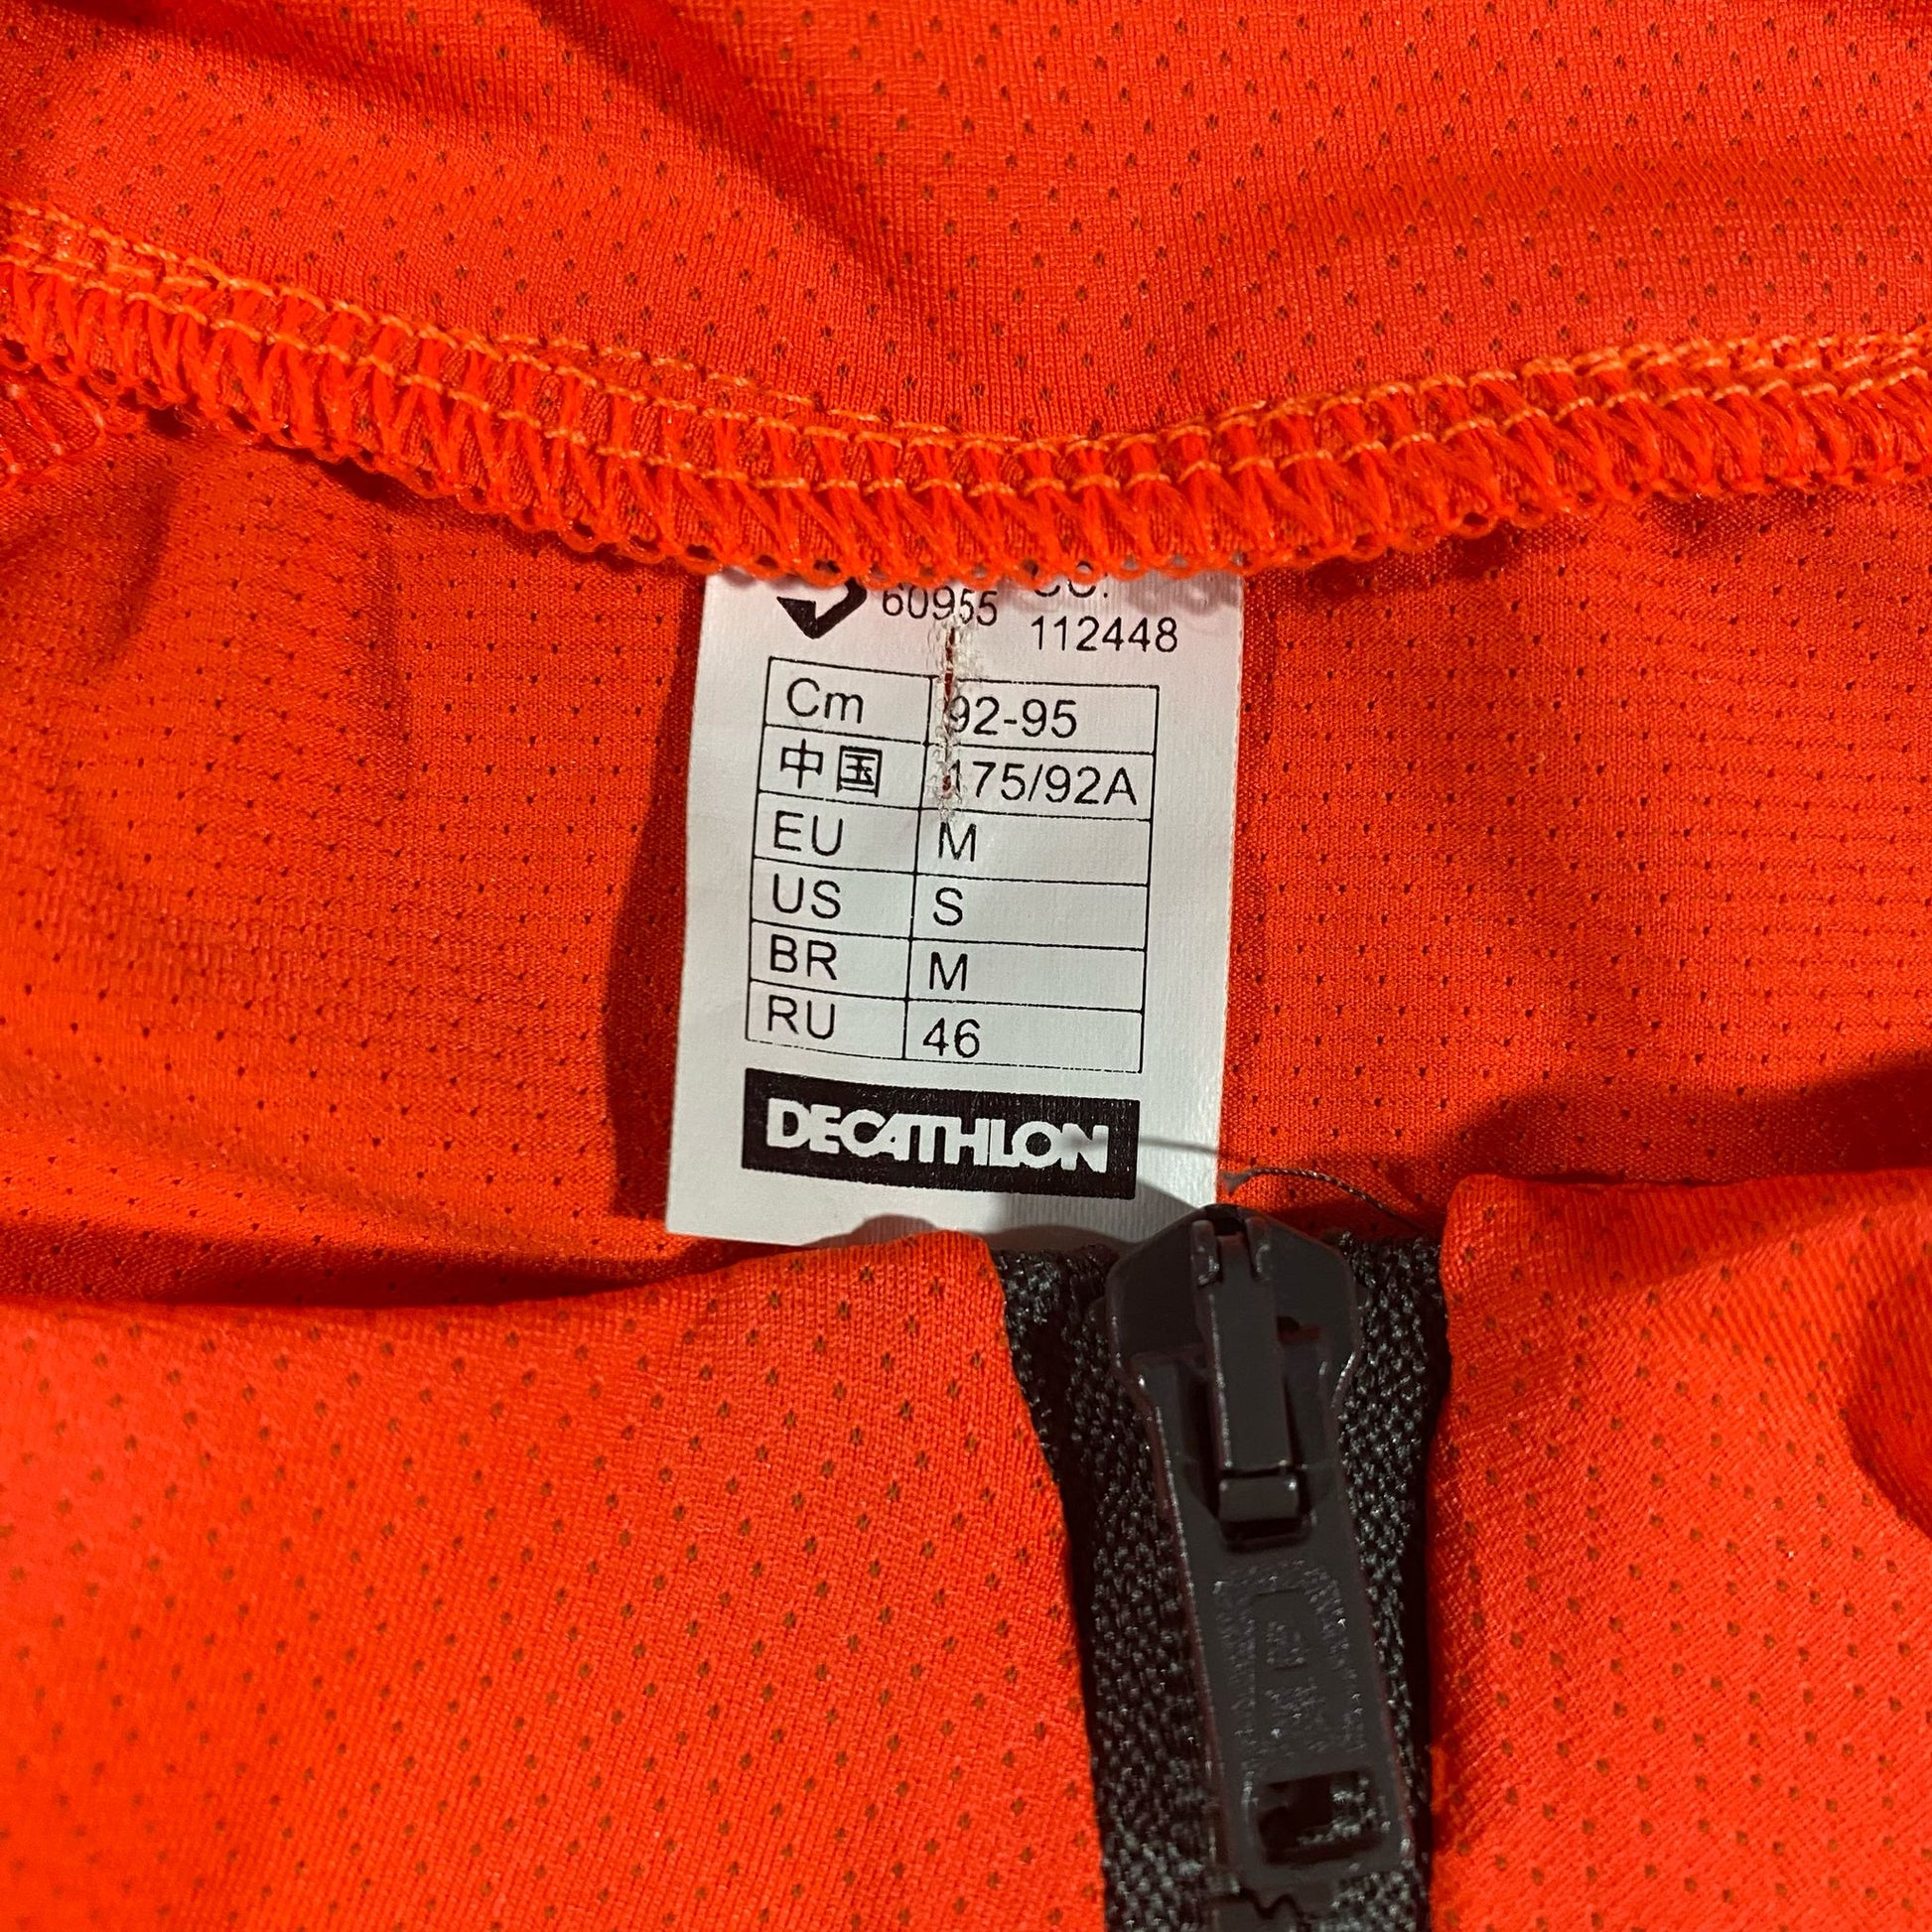 60955 112448
Cm 92-95
中国 175/92A
EU M
US S
BR M
RU 46
DECATHLON